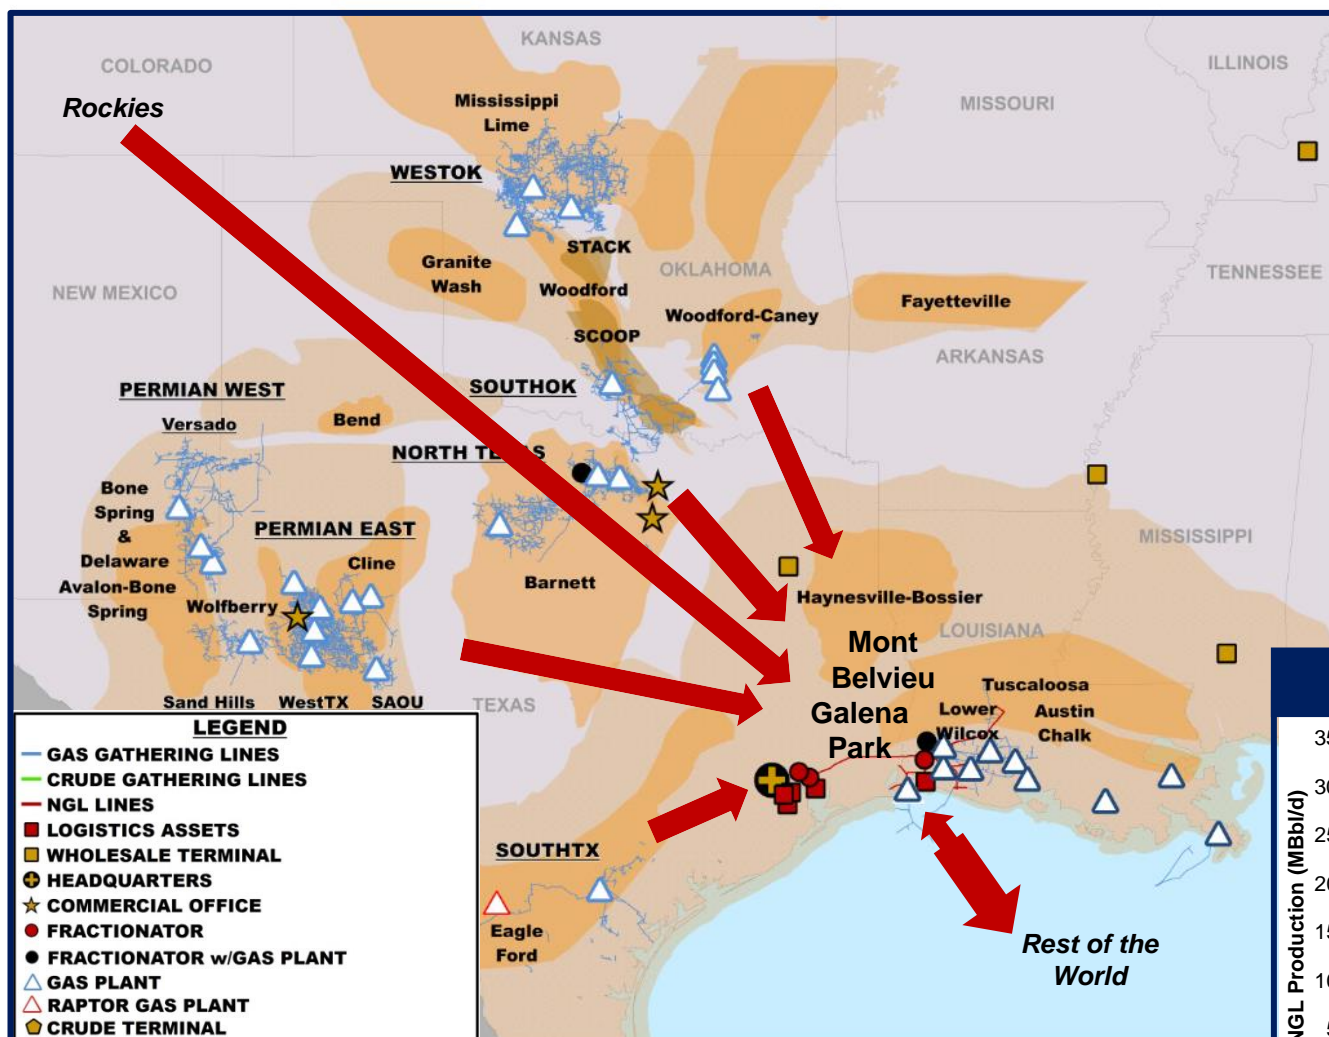 KANSAS
COLORADO
ILLINOIS
Rockies
Mississippi
Lime
MISSOURI
WESTOK
STACK
Granite
Wash
OKLAHOMA
TENNESSEE
NEW MEXICO
Woodford
Fayetteville
Woodford-Caney
SCOOP
ARKANSAS
PERMIAN WEST
SOUTHOK
Versado
Bend
NORTH TEXAS
Bone
Spring
&
Delaware
Avalon-Bone
Spring
PERMIAN EAST
Cline
MISSISSIPPI
Barnett
Wolfberry
Haynesville-Bossier
LOUISIANA
Mont
Belvieu
Galena
Park
Tuscaloosa
Lower
Wilcox
Austin
Chalk
Sand Hills
WestTX
SAOU
TEXAS
LEGEND
GAS GATHERING LINES
CRUDE GATHERING LINES
NGL LINES
LOGISTICS ASSETS
WHOLESALE TERMINAL
HEADQUARTERS
COMMERCIAL OFFICE
FRACTIONATOR
FRACTIONATOR w/GAS PLANT
GAS PLANT
RAPTOR GAS PLANT
CRUDE TERMINAL
SOUTHTX
Eagle
Ford
Rest of the
World
NGL Production (MBbl/d)